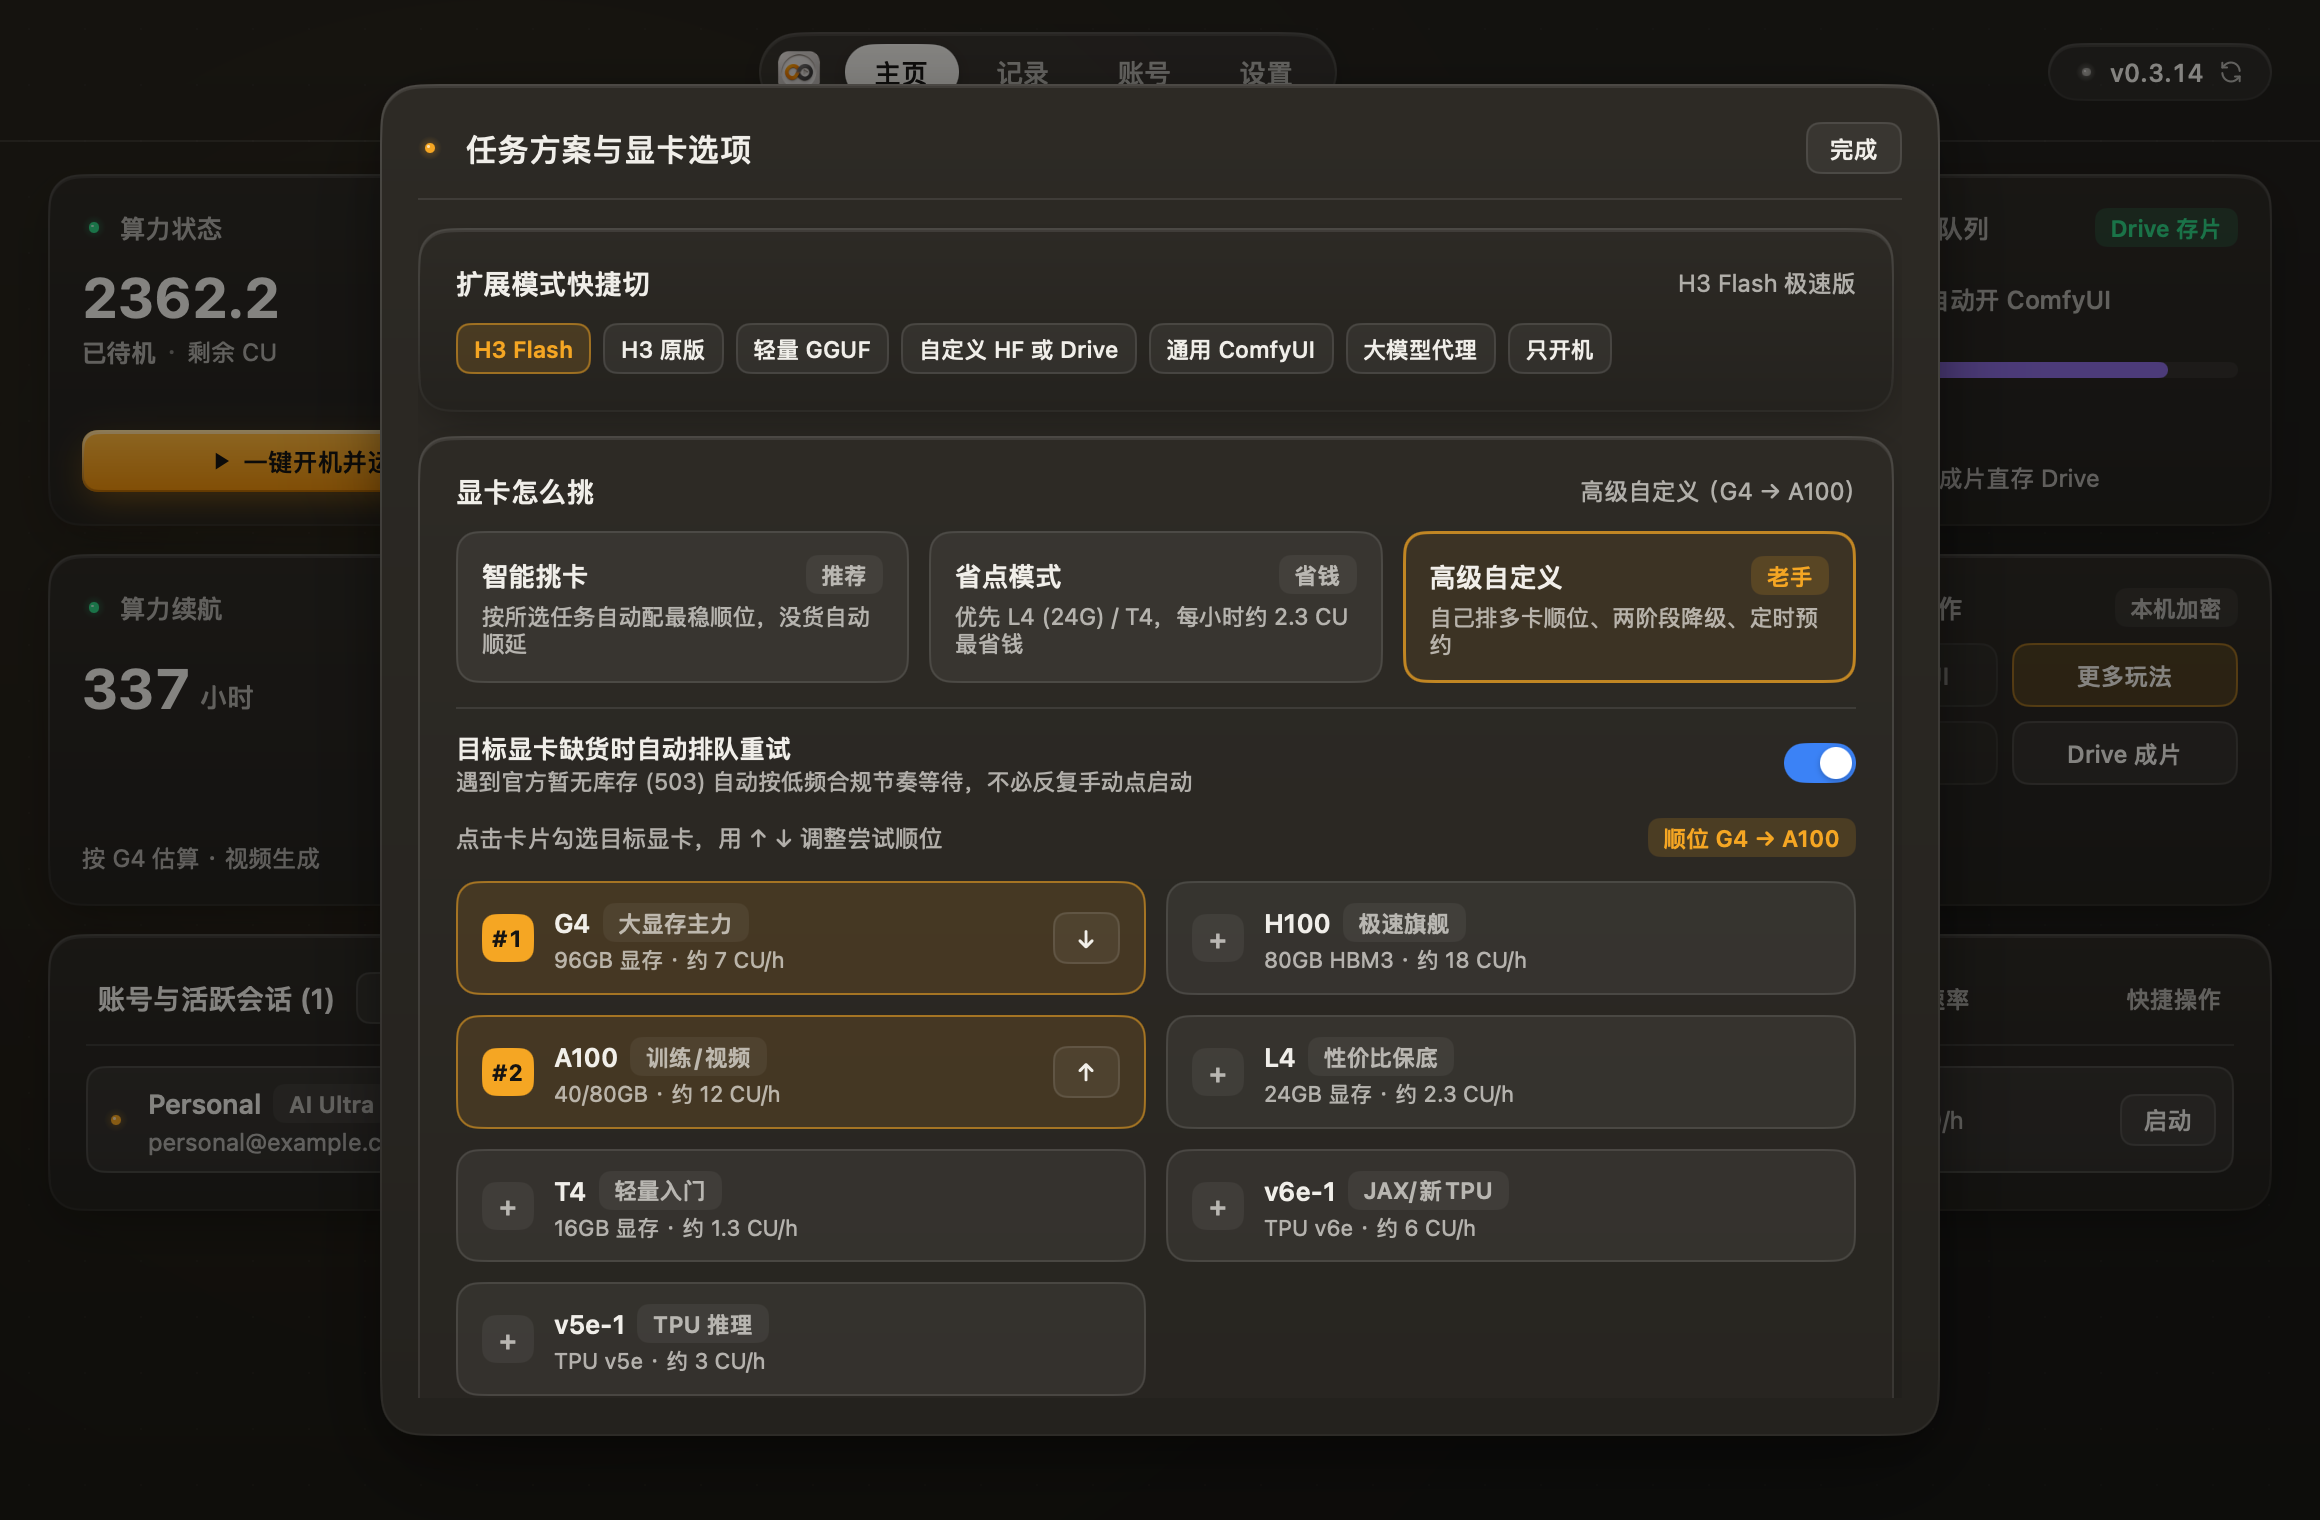 主页
记录
账号
设置
v0.3.14
任务方案与显卡选项
完成
算力状态
2362.2
已待机 · 剩余 CU
▶ 一键开机并
队列
Drive 存片
自动开 ComfyUI
成片直存 Drive
扩展模式快捷切
H3 Flash 极速版
H3 Flash
H3 原版
轻量 GGUF
自定义 HF 或 Drive
通用 ComfyUI
大模型代理
只开机
显卡怎么挑
高级自定义（G4 → A100）
智能挑卡
推荐
按所选任务自动配最稳顺位，没货自动
顺延
省点模式
省钱
优先 L4 (24G) / T4，每小时约 2.3 CU
最省钱
高级自定义
老手
自己排多卡顺位、两阶段降级、定时预
约
算力续航
337 小时
按 G4 估算 · 视频生成
作
本机加密
更多玩法
Drive 成片
目标显卡缺货时自动排队重试
遇到官方暂无库存 (503) 自动按低频合规节奏等待，不必反复手动点启动
点击卡片勾选目标显卡，用 ↑ ↓ 调整尝试顺位
顺位 G4 → A100
#1
G4
大显存主力
96GB 显存 · 约 7 CU/h
↓
+
H100
极速旗舰
80GB HBM3 · 约 18 CU/h
#2
A100
训练/视频
40/80GB · 约 12 CU/h
↑
+
L4
性价比保底
24GB 显存 · 约 2.3 CU/h
+
T4
轻量入门
16GB 显存 · 约 1.3 CU/h
+
v6e-1
JAX/新TPU
TPU v6e · 约 6 CU/h
+
v5e-1
TPU 推理
TPU v5e · 约 3 CU/h
账号与活跃会话 (1)
率
快捷操作
Personal
AI Ultra
personal@example.c
/h
启动